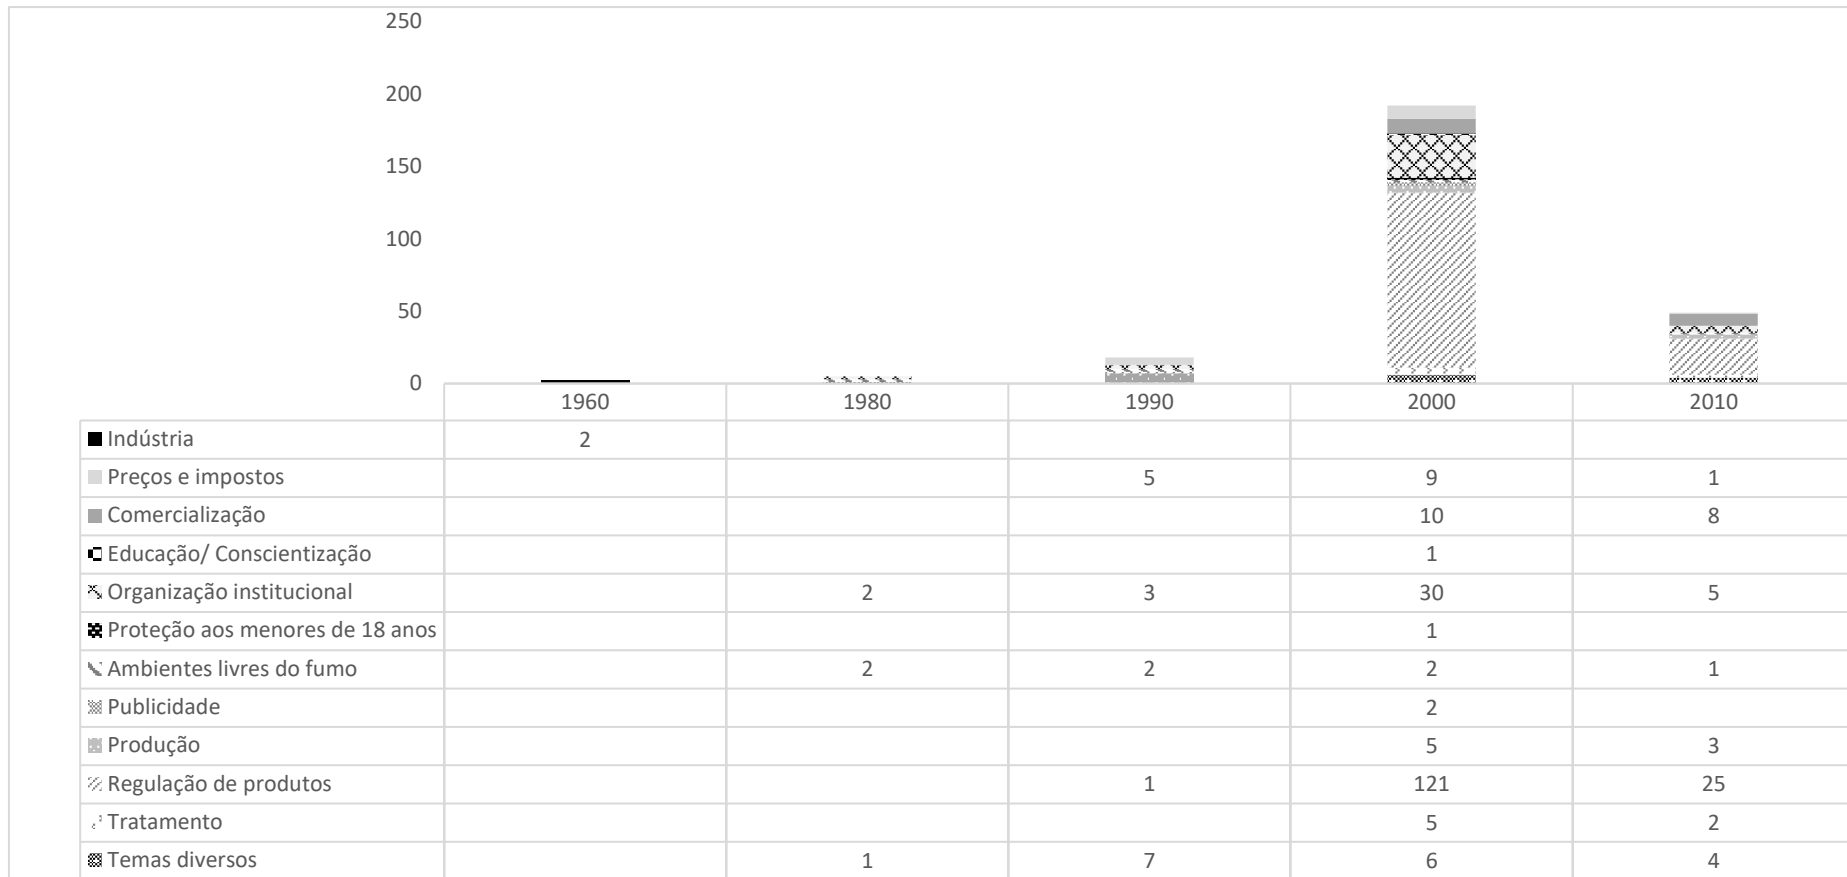 250
200
150
100
50
0
1960 1980 1990 2000 2010
Indústria 2
Preços e impostos 5 9 1
Comercialização 10 8
Educação/ Conscientização 1
Organização institucional 2 3 30 5
Proteção aos menores de 18 anos 1
Ambientes livres do fumo 2 2 2 1
Publicidade 2
Produção 5 3
Regulação de produtos 1 121 25
Tratamento 5 2
Temas diversos 1 7 6 4